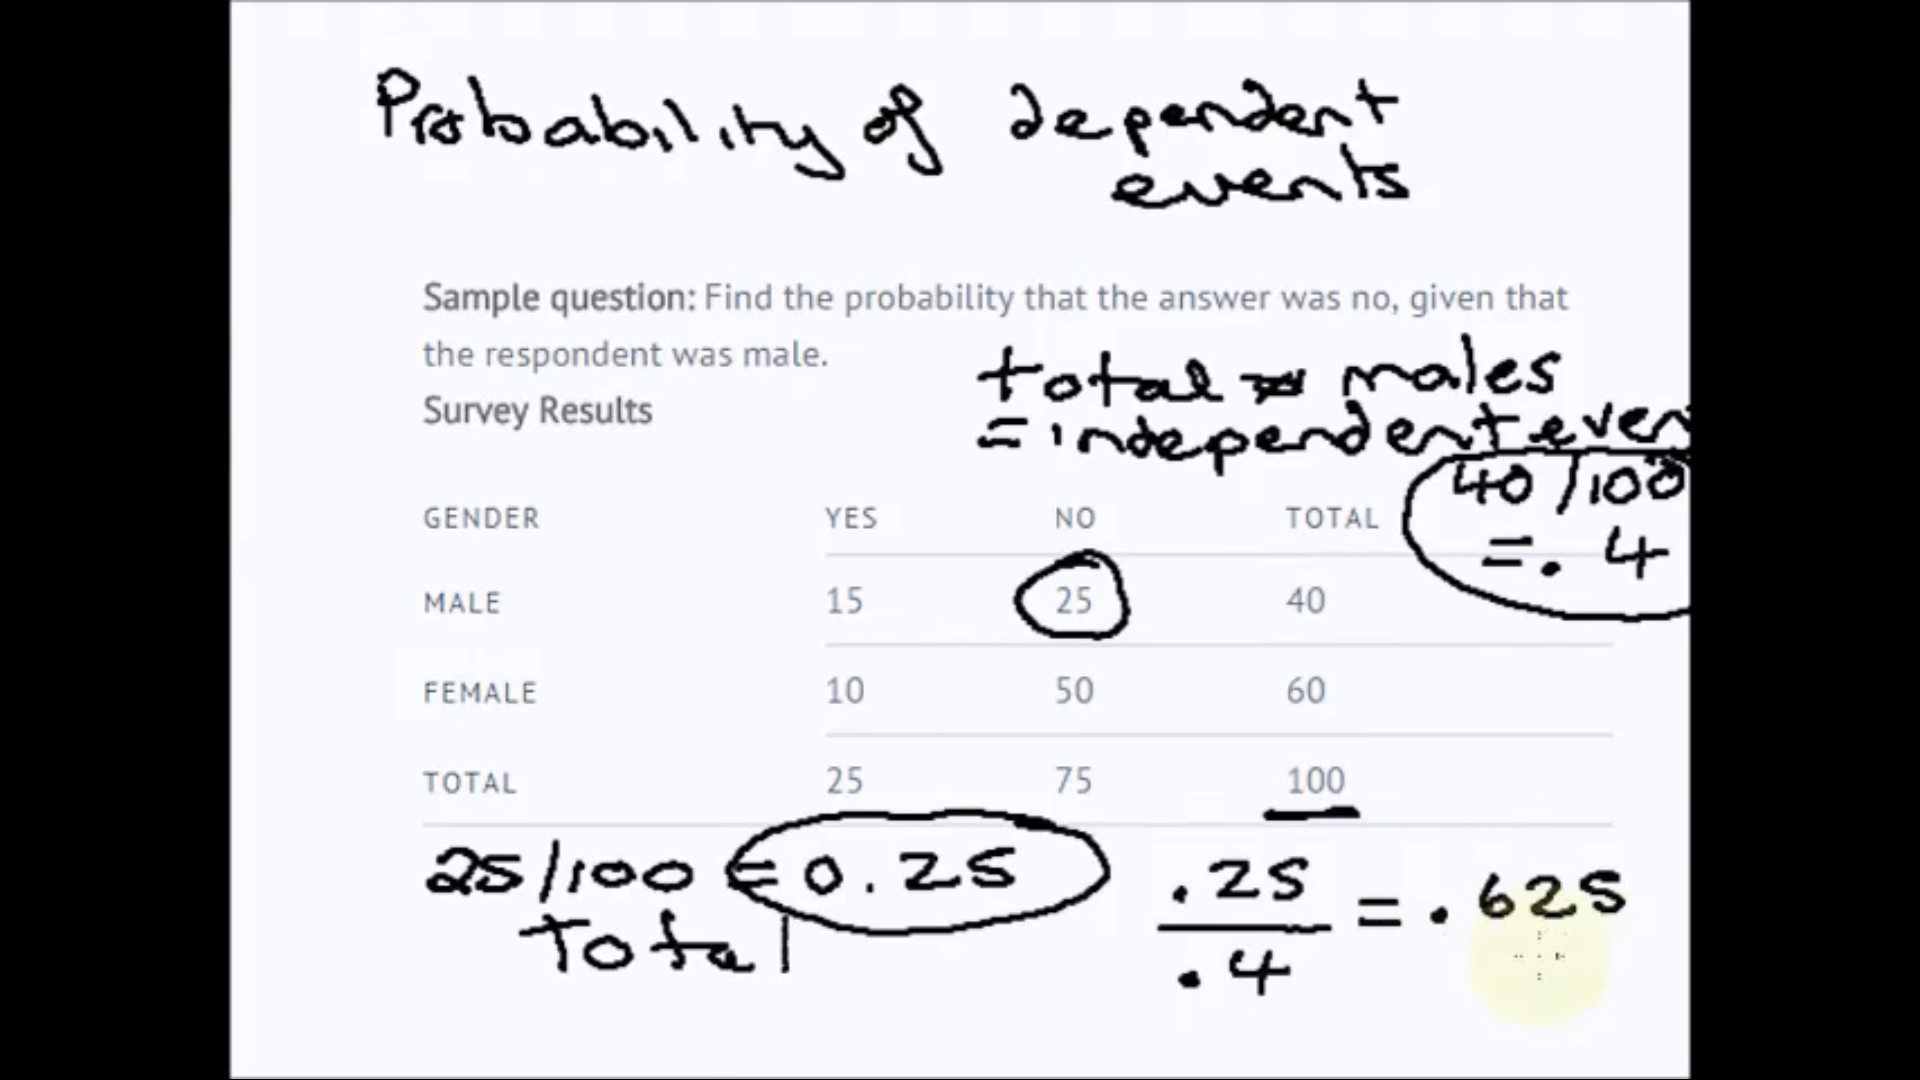 Probability of dependent
events
Sample question: Find the probability that the answer was no, given that
the respondent was male.
total males
Survey Results
= independent even
40/100
= .4
GENDER YES NO TOTAL
MALE 15 25 40
FEMALE 10 50 60
TOTAL 25 75 100
25/100 = 0.25
Total
.25
.4
= .625